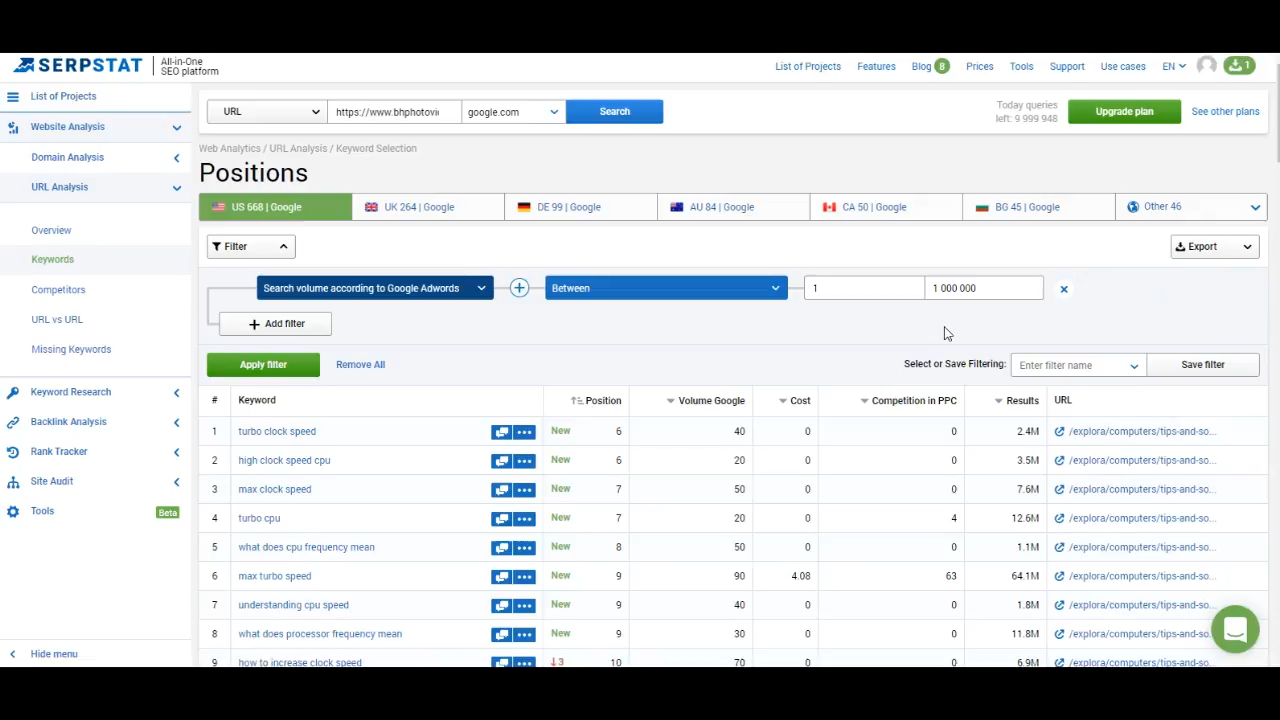 SERPSTAT
All-in-One
SEO platform
List of Projects Features Blog 8 Prices Tools Support Use cases EN 1
List of Projects
Website Analysis
Domain Analysis
URL Analysis
Overview
Keywords
Competitors
URL vs URL
Missing Keywords
Keyword Research
Backlink Analysis
Rank Tracker
Site Audit
Tools Beta
Hide menu
URL https://www.bhphotovi google.com Search
Today queries
left: 9 999 948
Upgrade plan See other plans
Web Analytics / URL Analysis / Keyword Selection
Positions
US 668 | Google UK 264 | Google DE 99 | Google AU 84 | Google CA 50 | Google BG 45 | Google Other 46
Filter Export
Search volume according to Google Adwords Between 1 1 000 000
Add filter
Apply filter Remove All Select or Save Filtering: Enter filter name Save filter
# Keyword Position Volume Google Cost Competition in PPC Results URL
1 turbo clock speed New 6 40 0 0 2.4M /explora/computers/tips-and-so...
2 high clock speed cpu New 6 20 0 0 3.5M /explora/computers/tips-and-so...
3 max clock speed New 7 50 0 0 7.6M /explora/computers/tips-and-so...
4 turbo cpu New 7 20 0 4 12.6M /explora/computers/tips-and-so...
5 what does cpu frequency mean New 8 50 0 0 1.1M /explora/computers/tips-and-so...
6 max turbo speed New 9 90 4.08 63 64.1M /explora/computers/tips-and-so...
7 understanding cpu speed New 9 40 0 0 1.8M /explora/computers/tips-and-so...
8 what does processor frequency mean New 9 30 0 0 11.8M /explora/computers/tips-and-so...
9 how to increase clock speed 3 10 70 0 0 6.9M /explora/computers/tips-and-so...